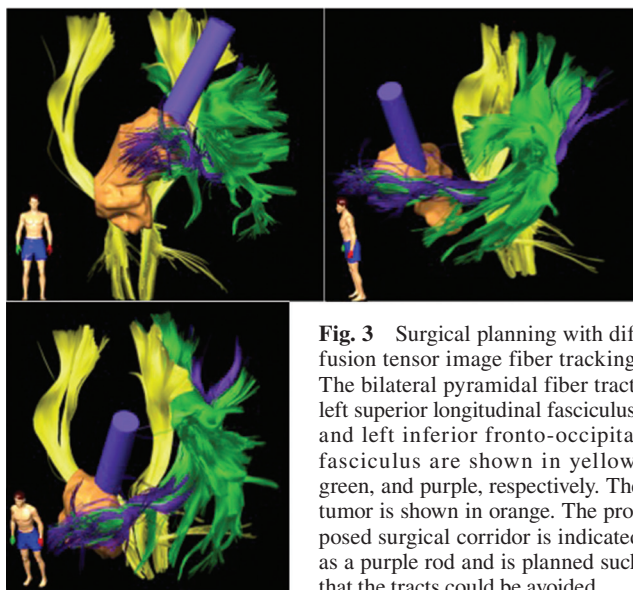 Fig. 3 Surgical planning with dif
fusion tensor image fiber tracking
The bilateral pyramidal fiber tract
left superior longitudinal fasciculus
and left inferior fronto-occipita
fasciculus are shown in yellow
green, and purple, respectively. The
tumor is shown in orange. The pro
posed surgical corridor is indicated
as a purple rod and is planned such
that the tracts could be avoided